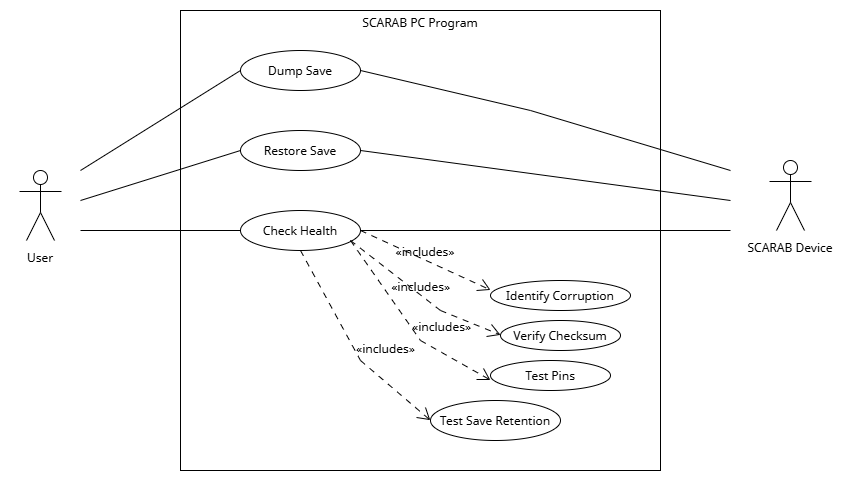 SCARAB PC Program
Dump Save
Restore Save
Check Health
User
SCARAB Device
«includes»
Identify Corruption
«includes»
Verify Checksum
«includes»
Test Pins
«includes»
Test Save Retention